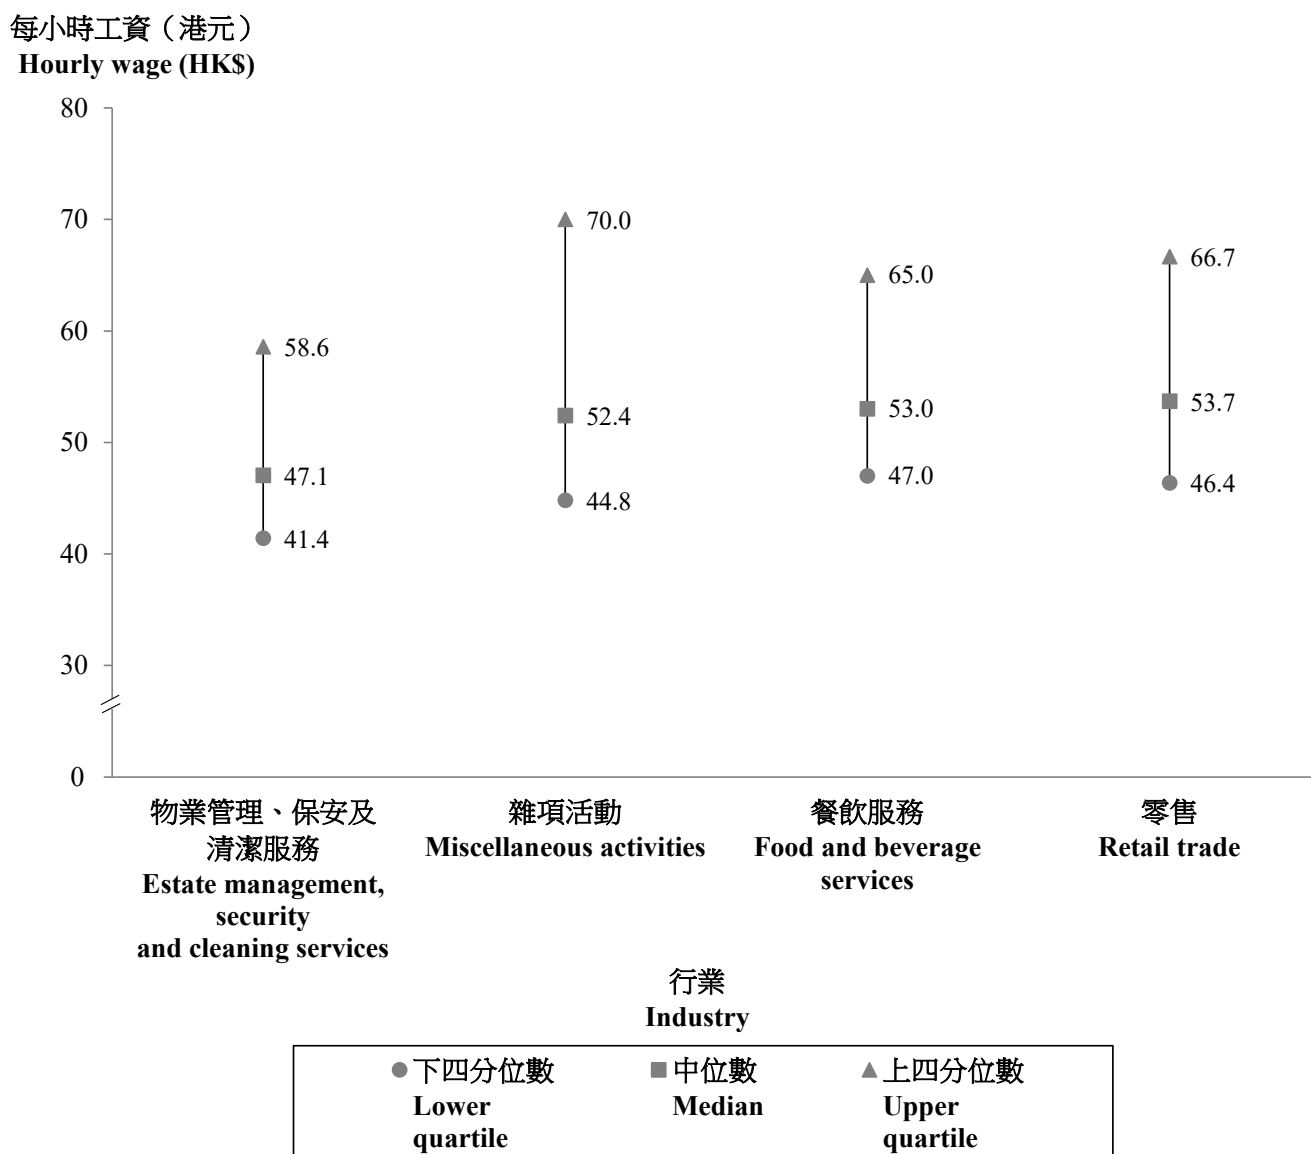 每小時工資（港元）
Hourly wage (HK$)
80
70
60
50
40
30
0
58.6
47.1
41.4
70.0
52.4
44.8
65.0
53.0
47.0
66.7
53.7
46.4
物業管理、保安及
清潔服務
Estate management,
security
and cleaning services
雜項活動
Miscellaneous activities
餐飲服務
Food and beverage
services
零售
Retail trade
行業
Industry
下四分位數
Lower
quartile
中位數
Median
上四分位數
Upper
quartile